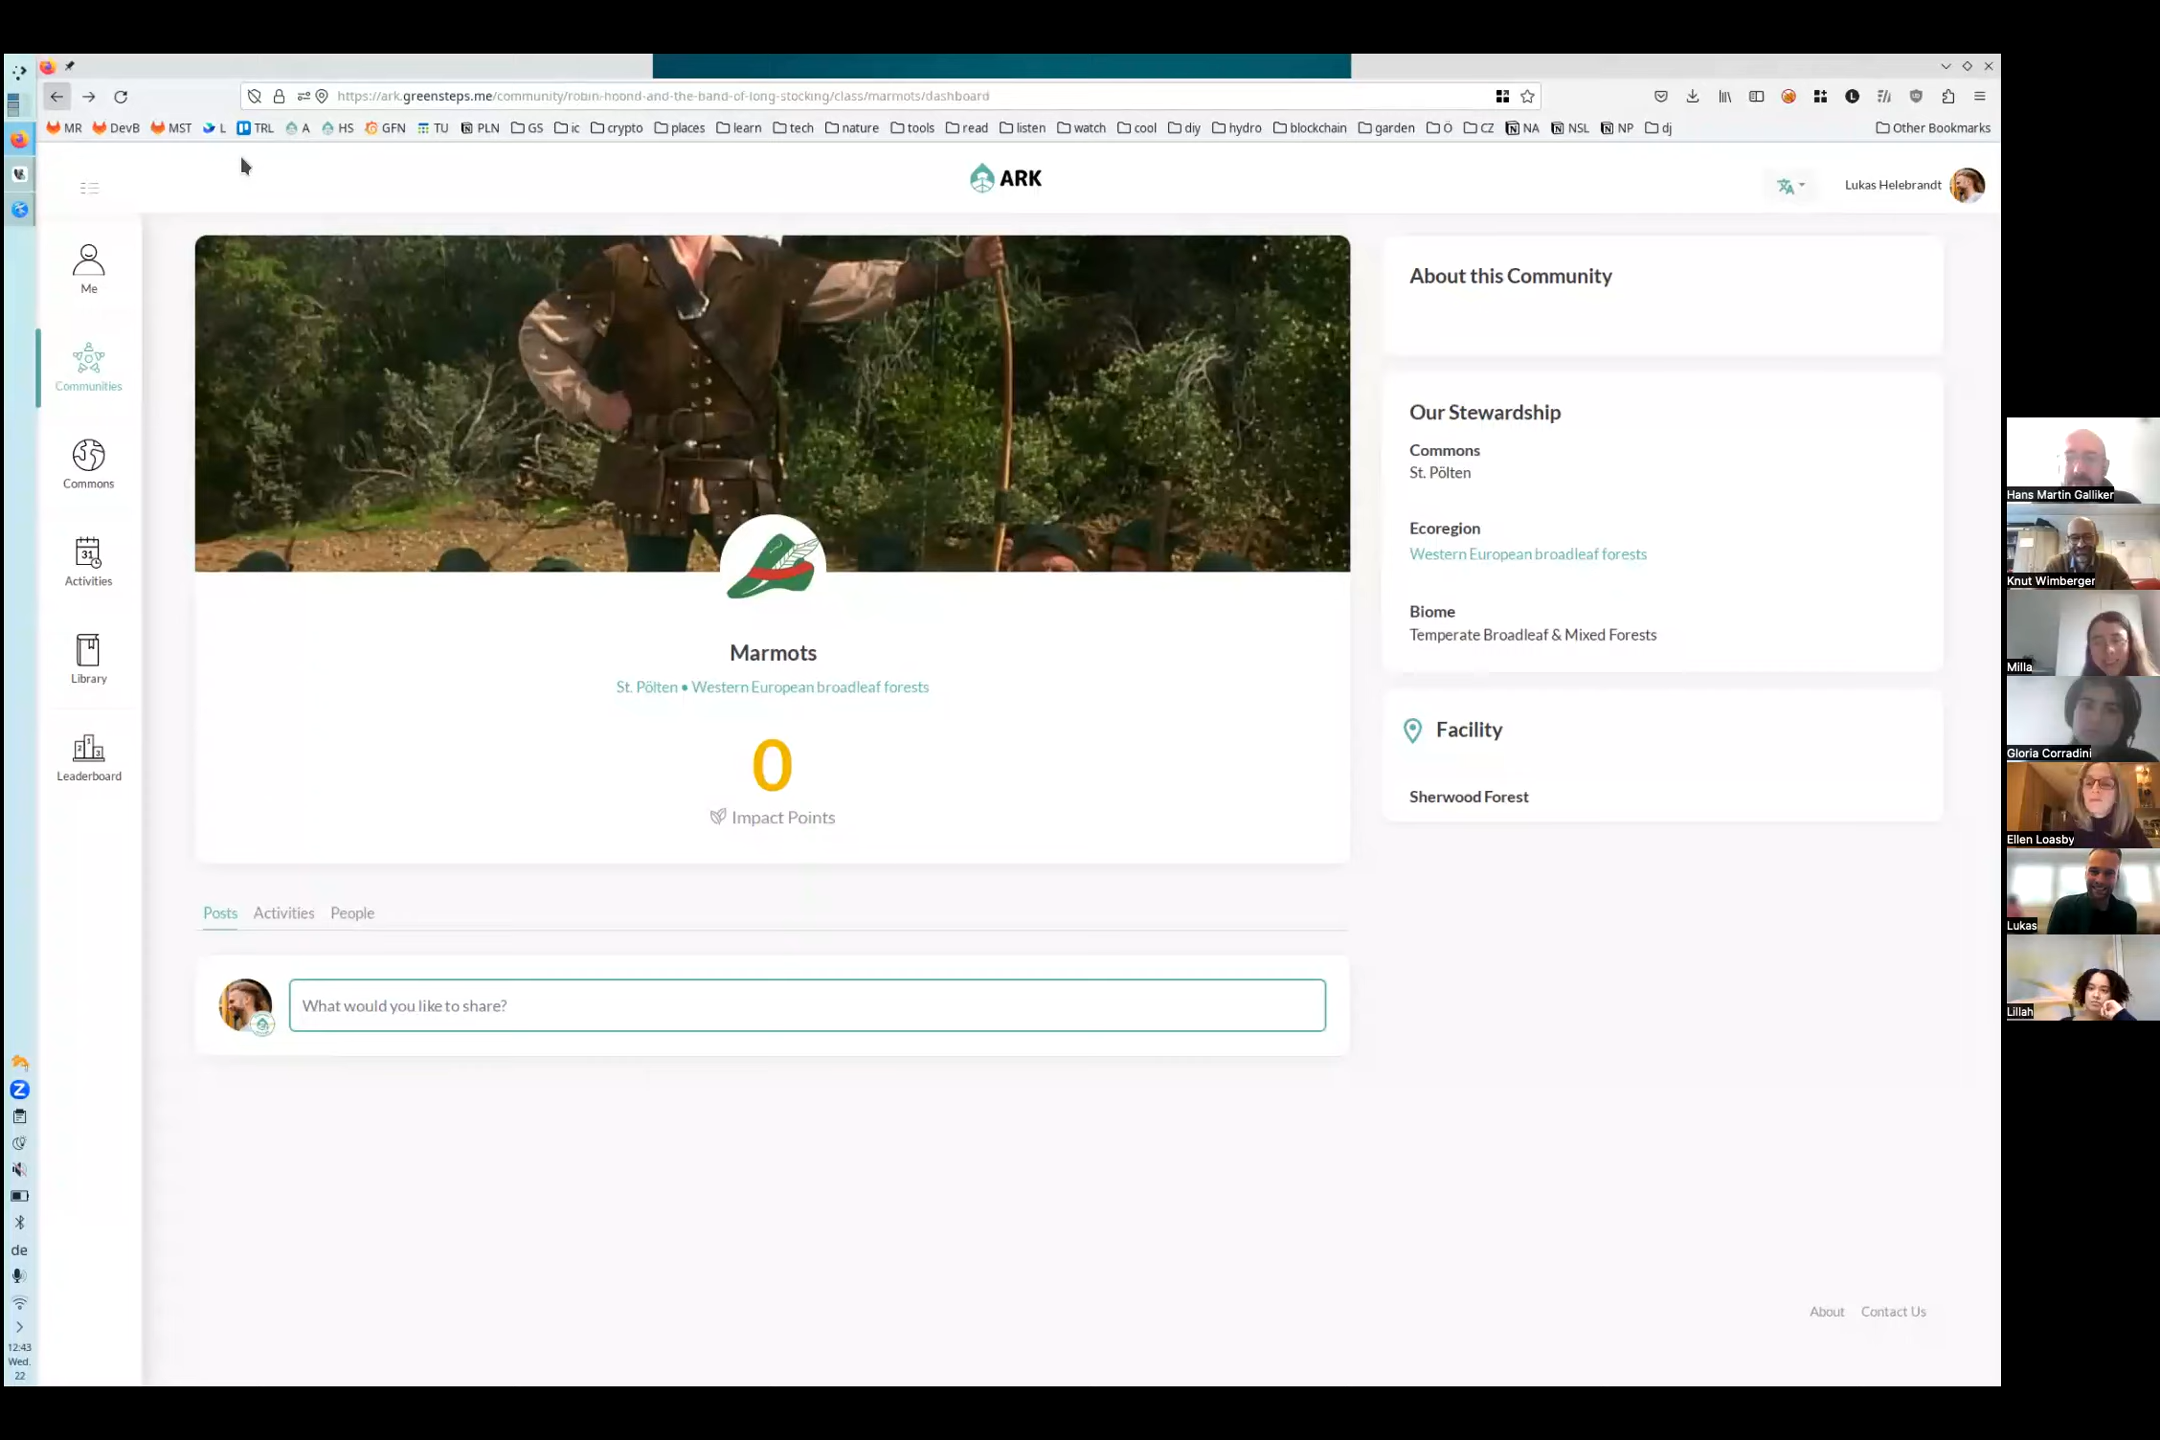 https://ark.greensteps.me/community/robin-hoond-and-the-band-of-long-stocking/class/marmots/dashboard
MR DevB MST L TRL A HS GFN TU PLN GS ic crypto places learn tech nature tools read listen watch cool diy hydro blockchain garden Ö CZ NA NSL NP dj Other Bookmarks
ARK
Lukas Helebrandt
Me
Communities
Commons
31
Activities
Library
Leaderboard
Marmots
St. Pölten • Western European broadleaf forests
0
Impact Points
Posts Activities People
What would you like to share?
About this Community
Our Stewardship
Commons
St. Pölten
Ecoregion
Western European broadleaf forests
Biome
Temperate Broadleaf & Mixed Forests
Facility
Sherwood Forest
About Contact Us
de
12:43
Wed.
22
Hans Martin Galliker
Knut Wimberger
Milla
Gloria Corradini
Ellen Loasby
Lukas
Lillah